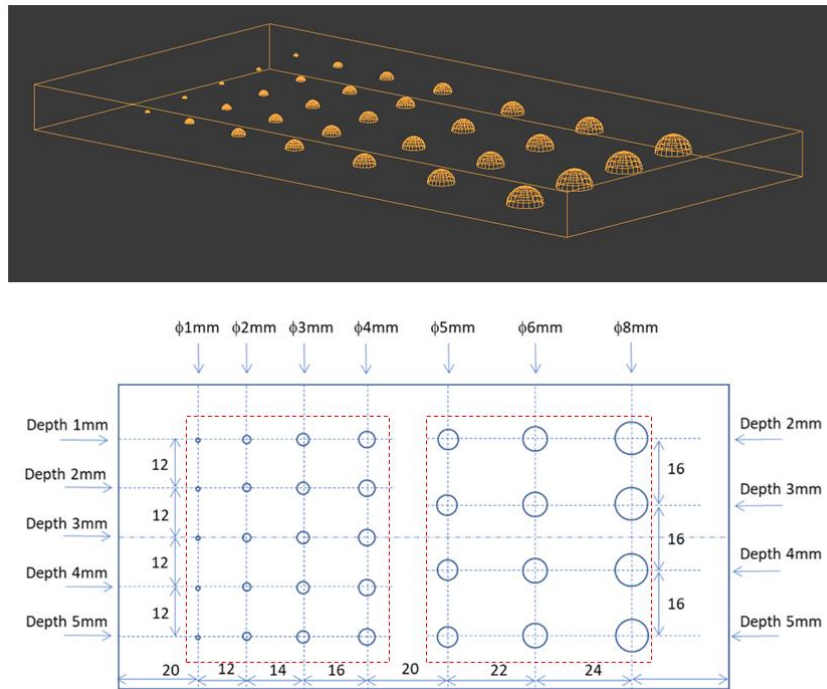 ϕ1mm ϕ2mm ϕ3mm ϕ4mm ϕ5mm ϕ6mm ϕ8mm
Depth 1mm
Depth 2mm
12
16
Depth 2mm
Depth 3mm
12
Depth 3mm
16
12
Depth 4mm
Depth 4mm
12
16
Depth 5mm
Depth 5mm
20 12 14 16 20 22 24